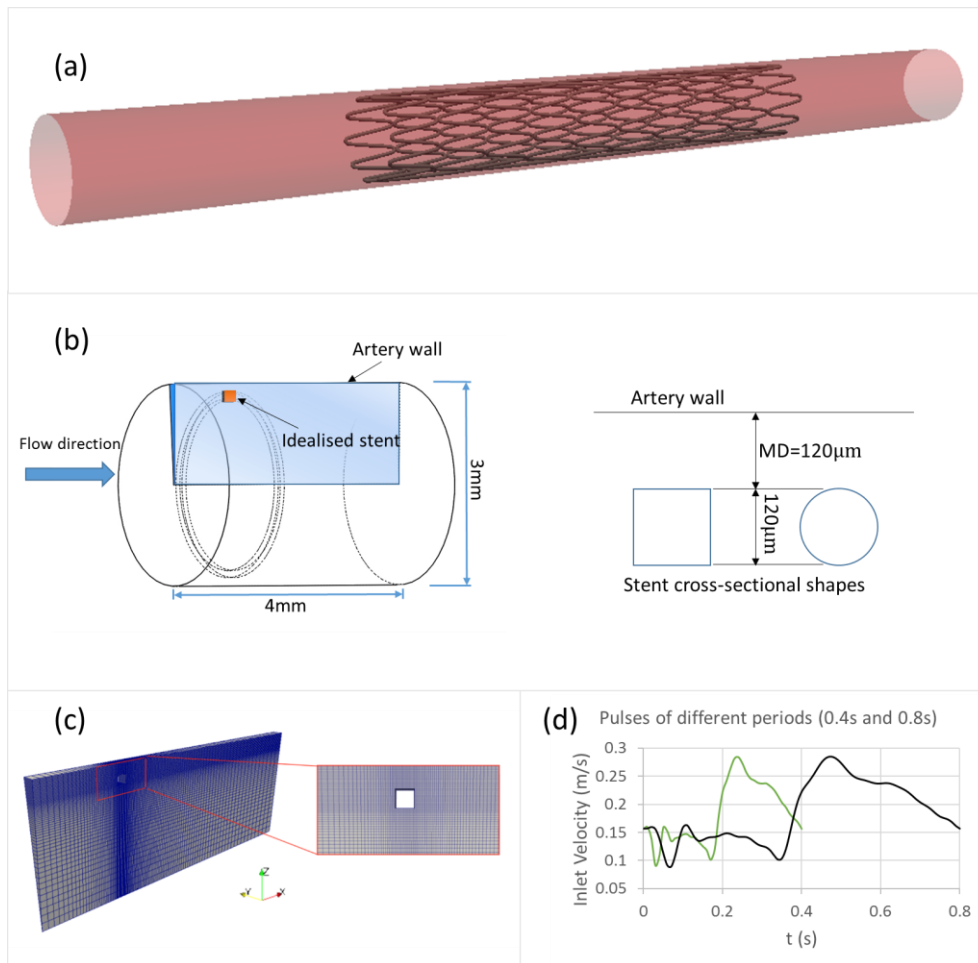 (a)
(b)
Artery wall
Idealised stent
Flow direction
3mm
4mm
Artery wall
MD=120μm
120μm
Stent cross-sectional shapes
(c)
Z
Y
X
(d)
Pulses of different periods (0.4s and 0.8s)
Inlet Velocity (m/s)
0.3
0.25
0.20
0.15
0.1
0.05
0
0.2
0.4
0.6
0.8
t (s)